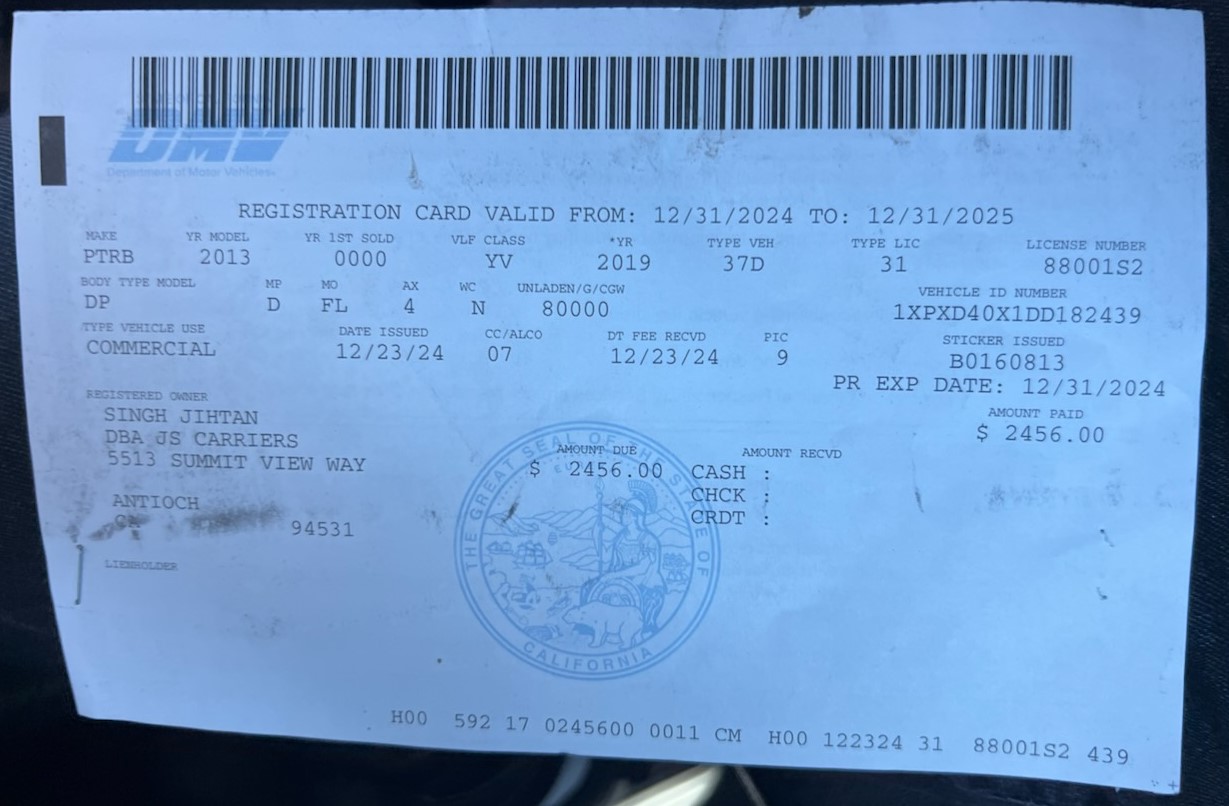 DMV
Department of Motor Vehicles
REGISTRATION CARD VALID FROM: 12/31/2024 TO: 12/31/2025
MAKE YR MODEL YR 1ST SOLD VLF CLASS *YR TYPE VEH TYPE LIC LICENSE NUMBER
PTRB 2013 0000 YV 2019 37D 31 88001S2
BODY TYPE MODEL MP MO AX WC UNLADEN/G/CGW VEHICLE ID NUMBER
DP D FL 4 N 80000 1XPXD40X1DD182439
TYPE VEHICLE USE DATE ISSUED CC/ALCO DT FEE RECVD PIC STICKER ISSUED
COMMERCIAL 12/23/24 07 12/23/24 9 B0160813
PR EXP DATE: 12/31/2024
REGISTERED OWNER AMOUNT PAID
SINGH JIHTAN $ 2456.00
DBA JS CARRIERS AMOUNT DUE AMOUNT RECVD
5513 SUMMIT VIEW WAY $ 2456.00 CASH :
CHCK :
ANTIOCH CRDT :
CA 94531
LIENHOLDER
THE GREAT SEAL OF THE STATE OF CALIFORNIA
H00 592 17 0245600 0011 CM H00 122324 31 88001S2 439